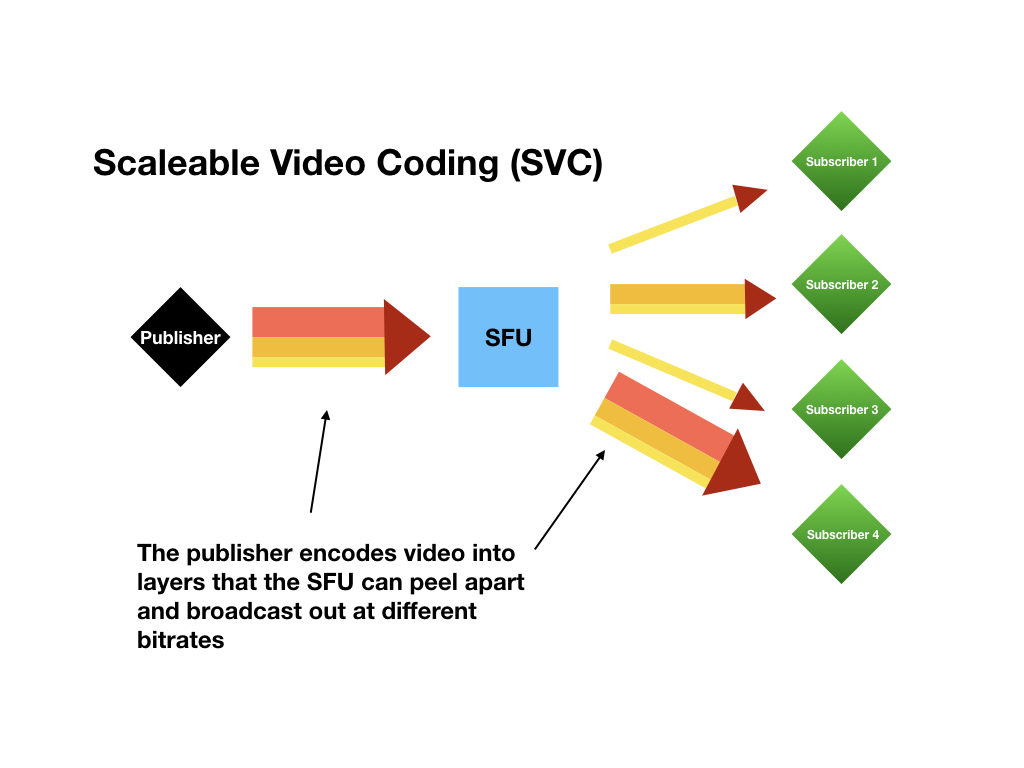 Scaleable Video Coding (SVC)
Publisher
SFU
Subscriber 1
Subscriber 2
Subscriber 3
Subscriber 4
The publisher encodes video into
layers that the SFU can peel apart
and broadcast out at different
bitrates